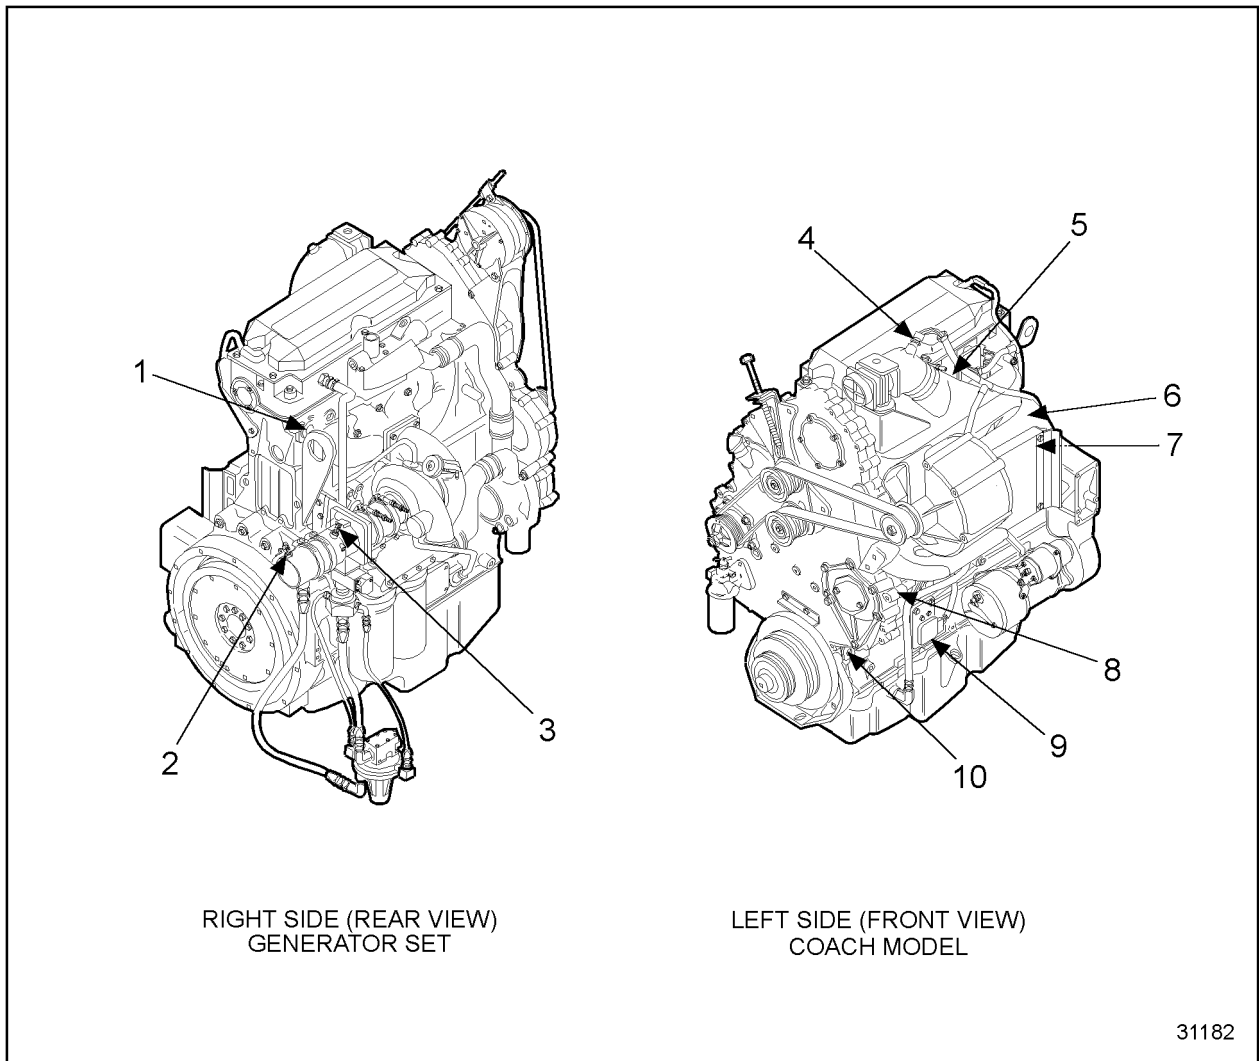 1
2
3
4
5
6
7
8
9
10
RIGHT SIDE (REAR VIEW)
GENERATOR SET
LEFT SIDE (FRONT VIEW)
COACH MODEL
31182